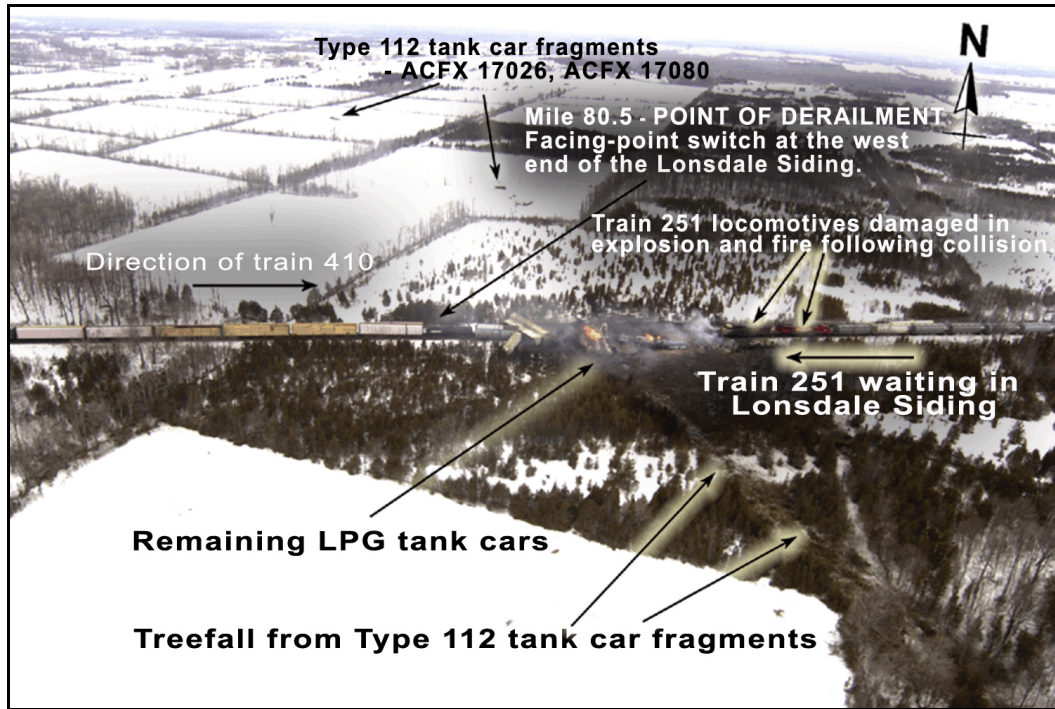 Type 112 tank car fragments
- ACFX 17026, ACFX 17080
N
Mile 80.5 - POINT OF DERAILMENT
Facing-point switch at the west
end of the Lonsdale Siding.
Train 251 locomotives damaged in
explosion and fire following collision.
Direction of train 410
Train 251 waiting in
Lonsdale Siding
Remaining LPG tank cars
Treefall from Type 112 tank car fragments